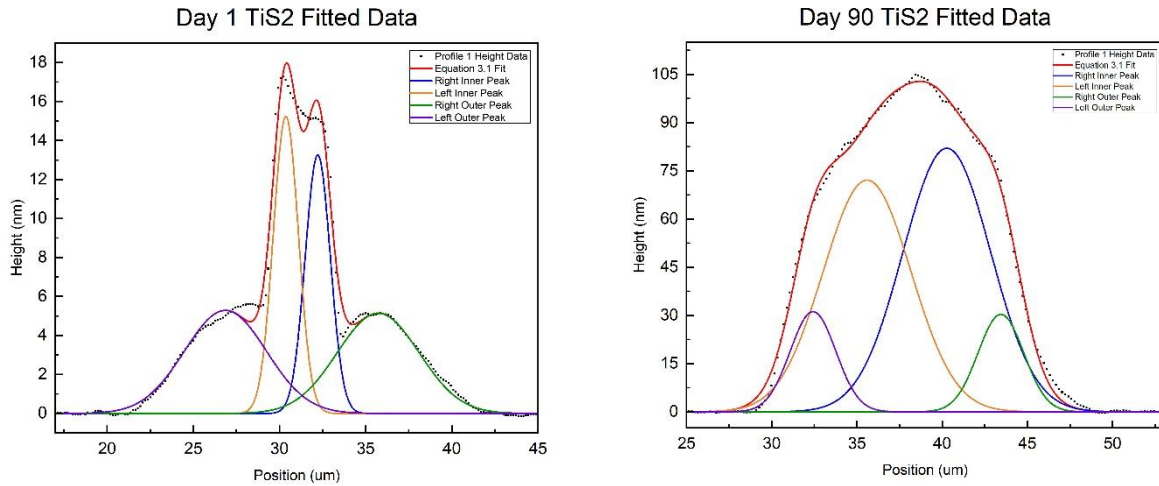 Day 1 TiS2 Fitted Data
Profile 1 Height Data
Equation 3.1 Fit
Right Inner Peak
Left Inner Peak
Right Outer Peak
Left Outer Peak
Height (nm)
18
16
14
12
10
8
6
4
2
0
20 25 30 35 40 45
Position (um)
Day 90 TiS2 Fitted Data
Profile 1 Height Data
Equation 3.1 Fit
Right Inner Peak
Left Inner Peak
Right Outer Peak
Left Outer Peak
Height (nm)
105
90
75
60
45
30
15
0
25 30 35 40 45 50
Position (um)